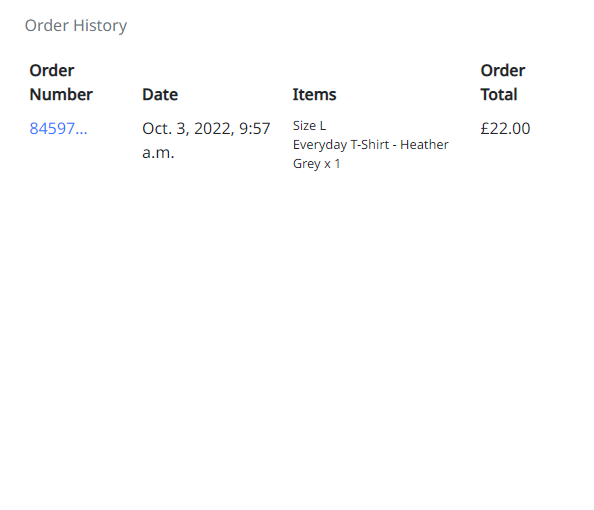 Order History
Order
Number
Date
Items
Order
Total
84597...
Oct. 3, 2022, 9:57
a.m.
Size L
Everyday T-Shirt - Heather
Grey x 1
£22.00